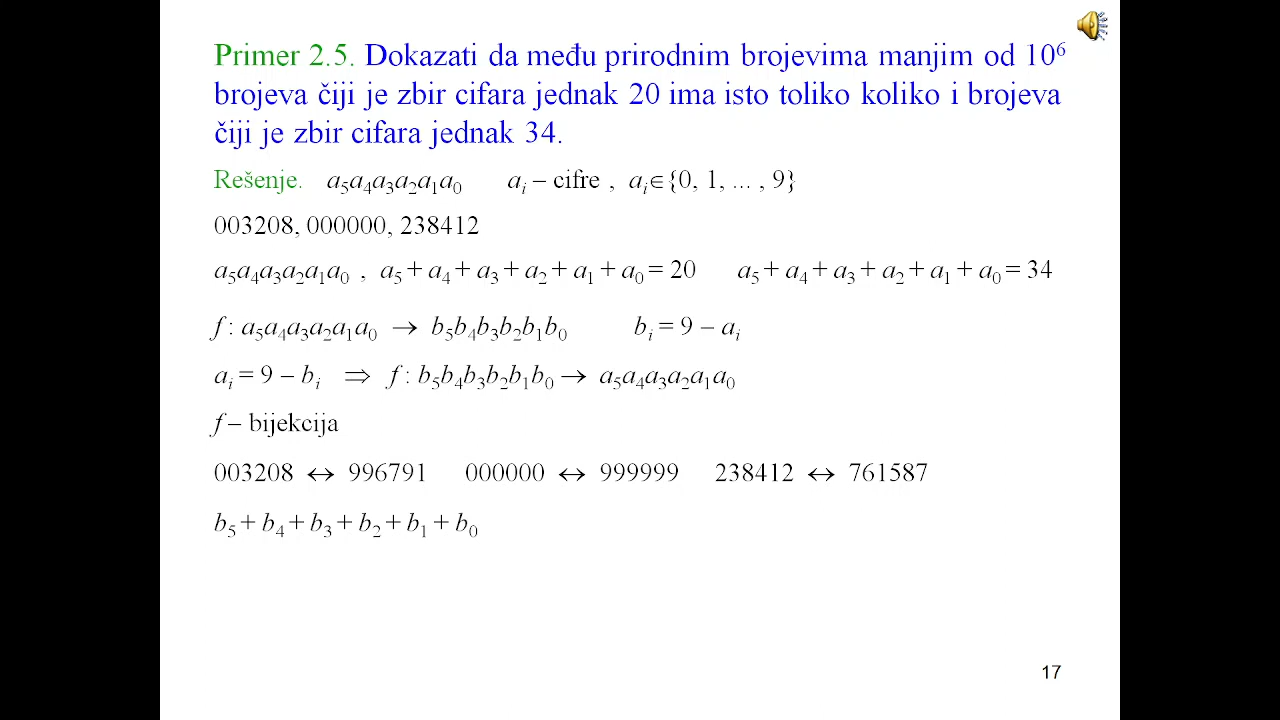 Primer 2.5. Dokazati da među prirodnim brojevima manjim od 10⁶
brojeva čiji je zbir cifara jednak 20 ima isto toliko koliko i brojeva
čiji je zbir cifara jednak 34.
Rešenje. a₅a₄a₃a₂a₁a₀ aᵢ – cifre , aᵢ∈{0, 1, ... , 9}
003208, 000000, 238412
a₅a₄a₃a₂a₁a₀ , a₅ + a₄ + a₃ + a₂ + a₁ + a₀ = 20 a₅ + a₄ + a₃ + a₂ + a₁ + a₀ = 34
f : a₅a₄a₃a₂a₁a₀ → b₅b₄b₃b₂b₁b₀ bᵢ = 9 – aᵢ
aᵢ = 9 – bᵢ ⇒ f : b₅b₄b₃b₂b₁b₀ → a₅a₄a₃a₂a₁a₀
f – bijekcija
003208 ↔ 996791 000000 ↔ 999999 238412 ↔ 761587
b₅ + b₄ + b₃ + b₂ + b₁ + b₀
17